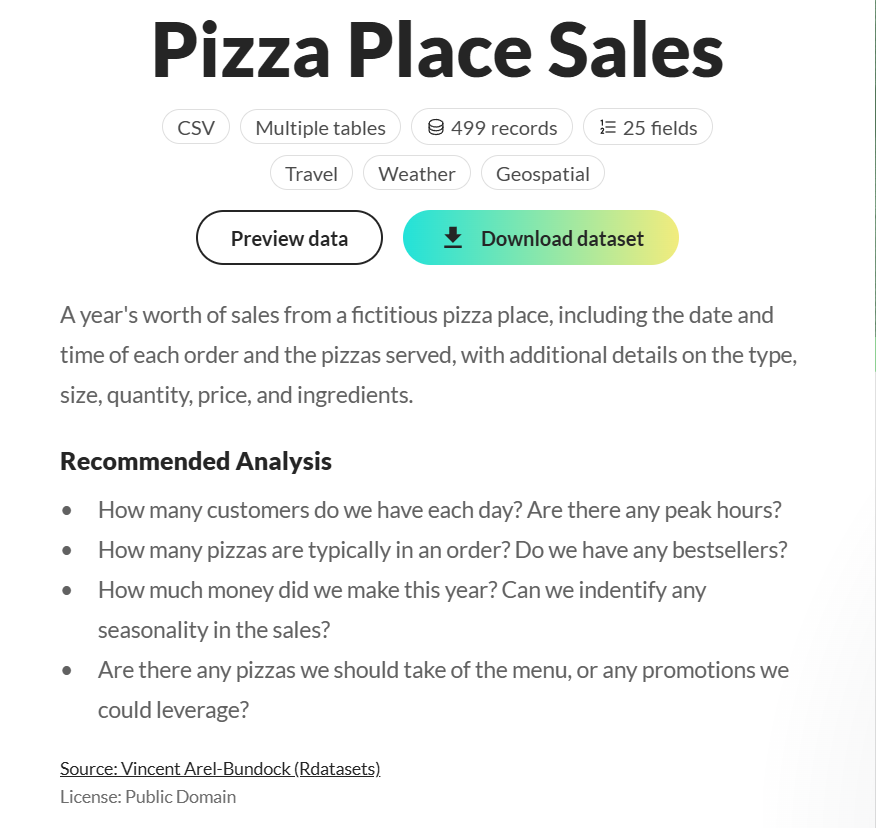 Pizza Place Sales
CSV Multiple tables 499 records 25 fields
Travel Weather Geospatial
Preview data Download dataset
A year's worth of sales from a fictitious pizza place, including the date and
time of each order and the pizzas served, with additional details on the type,
size, quantity, price, and ingredients.
Recommended Analysis
• How many customers do we have each day? Are there any peak hours?
• How many pizzas are typically in an order? Do we have any bestsellers?
• How much money did we make this year? Can we indentify any
seasonality in the sales?
• Are there any pizzas we should take of the menu, or any promotions we
could leverage?
Source: Vincent Arel-Bundock (Rdatasets)
License: Public Domain